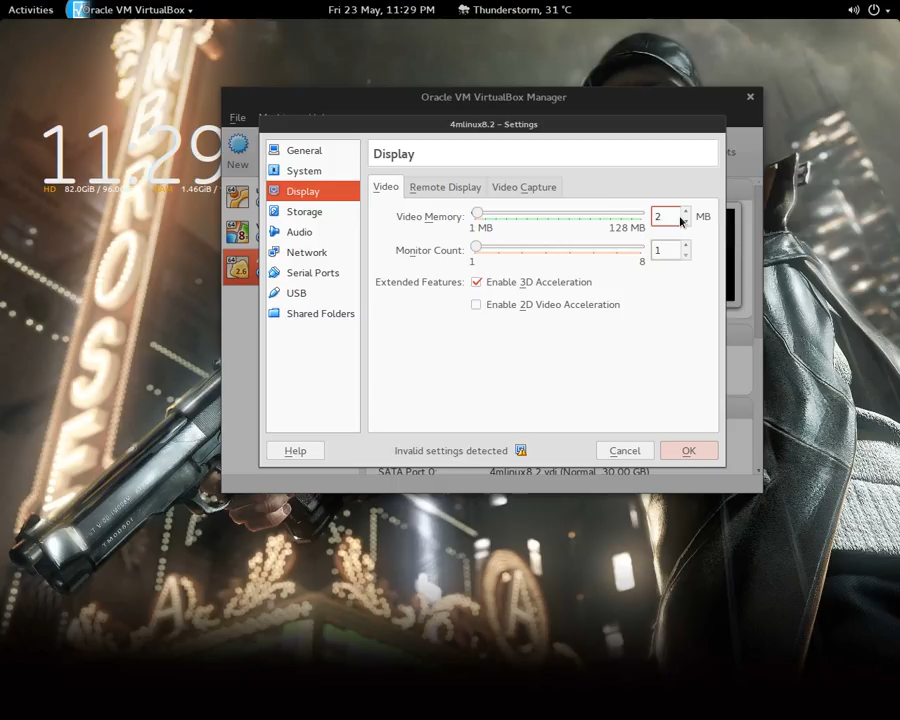 Activities
Oracle VM VirtualBox
Fri 23 May, 11:29 PM
Thunderstorm, 31 °C
Oracle VM VirtualBox Manager
File
4mlinux8.2 – Settings
11:29
New
HD 82.0GiB / 96.0
1.46GiB /
General
System
Display
Storage
Audio
Network
Serial Ports
USB
Shared Folders
Display
Video
Remote Display
Video Capture
Video Memory:
2
MB
1 MB
128 MB
Monitor Count:
1
1
8
Extended Features:
Enable 3D Acceleration
Enable 2D Video Acceleration
Help
Invalid settings detected
Cancel
OK
SATA Port 0:
4mlinux8.2.vdi (Normal, 30.00 GB)